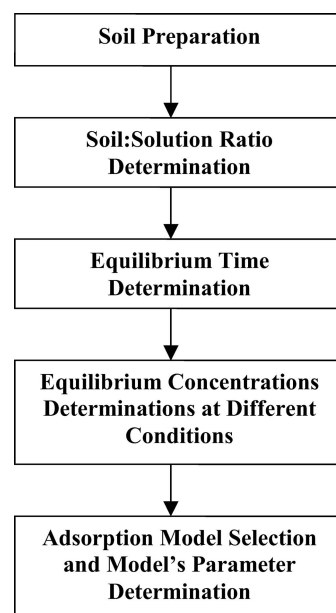 Soil Preparation
Soil:Solution Ratio
Determination
Equilibrium Time
Determination
Equilibrium Concentrations
Determinations at Different
Conditions
Adsorption Model Selection
and Model's Parameter
Determination